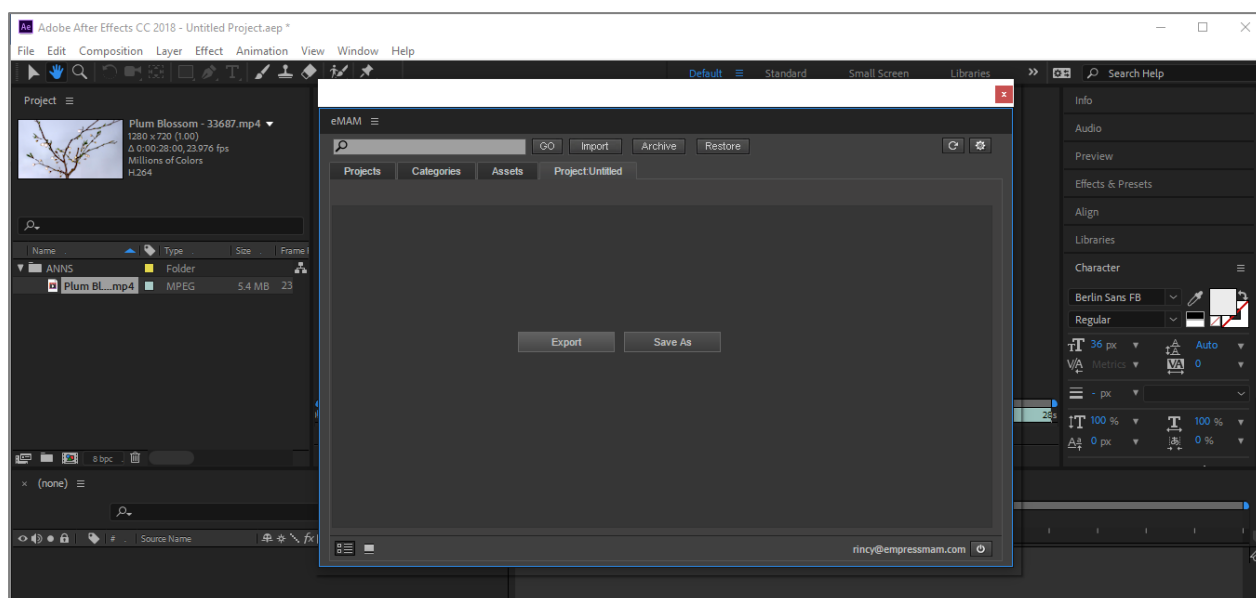 Ae Adobe After Effects CC 2018 - Untitled Project.aep *
File Edit Composition Layer Effect Animation View Window Help
Default Standard Small Screen Libraries Search Help
Project
Plum Blossom - 33687.mp4
1280 x 720 (1.00)
Δ 0:00:28:00, 23.976 fps
Millions of Colors
H.264
Name Type Size Frame
ANNS Folder
Plum Bl....mp4 MPEG 5.4 MB 23
8 bpc
eMAM
GO Import Archive Restore
Projects Categories Assets Project:Untitled
Export Save As
rincy@empressmam.com
28s
Info
Audio
Preview
Effects & Presets
Align
Libraries
Character
Berlin Sans FB
Regular
36 px Auto
Metrics 0
- px
100 % 100 %
0 px 0 %
(none)
# Source Name fx